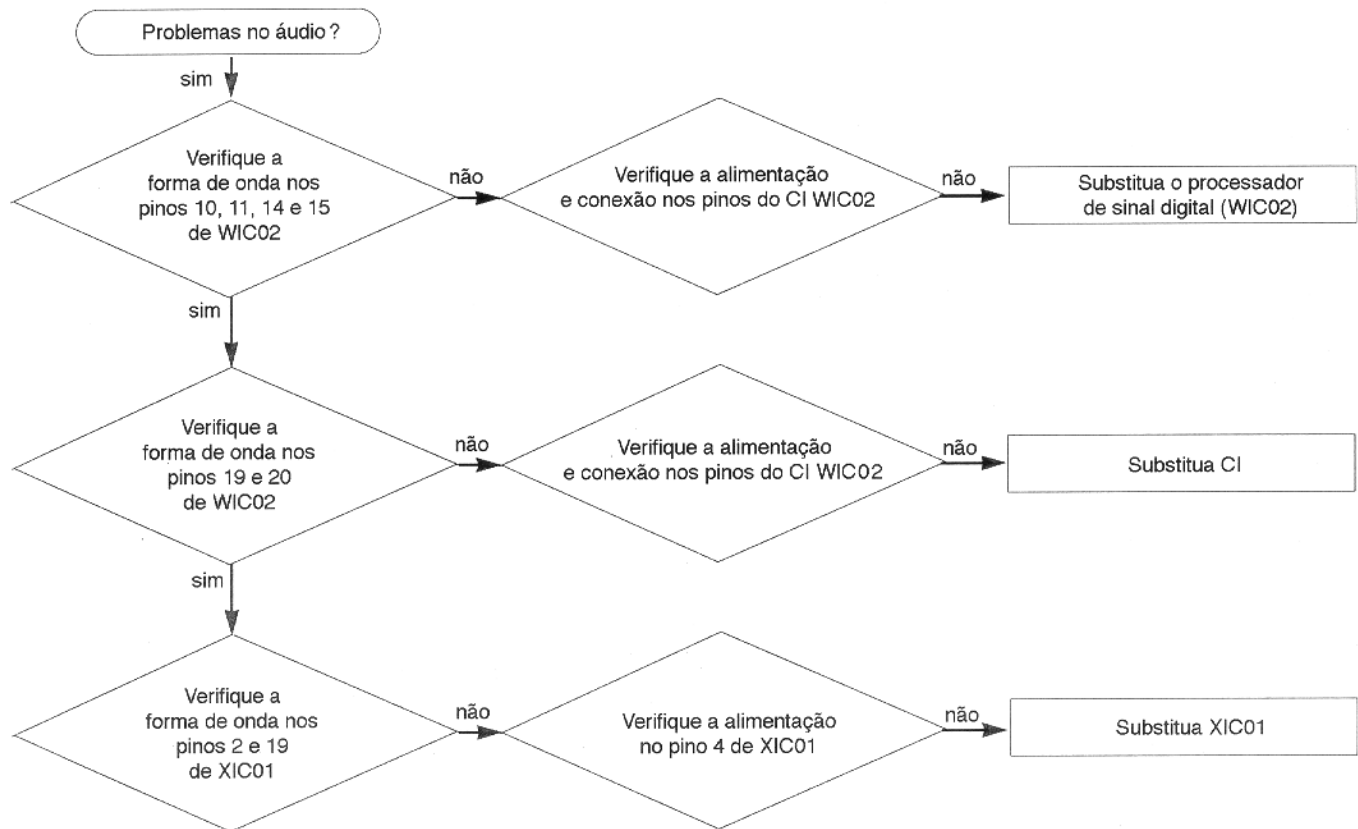 Problemas no áudio ?
sim
Verifique a
forma de onda nos
pinos 10, 11, 14 e 15
de WIC02
não
Verifique a alimentação
e conexão nos pinos do CI WIC02
não
Substitua o processador
de sinal digital (WIC02)
sim
Verifique a
forma de onda nos
pinos 19 e 20
de WIC02
não
Verifique a alimentação
e conexão nos pinos do CI WIC02
não
Substitua CI
sim
Verifique a
forma de onda nos
pinos 2 e 19
de XIC01
não
Verifique a alimentação
no pino 4 de XIC01
não
Substitua XIC01